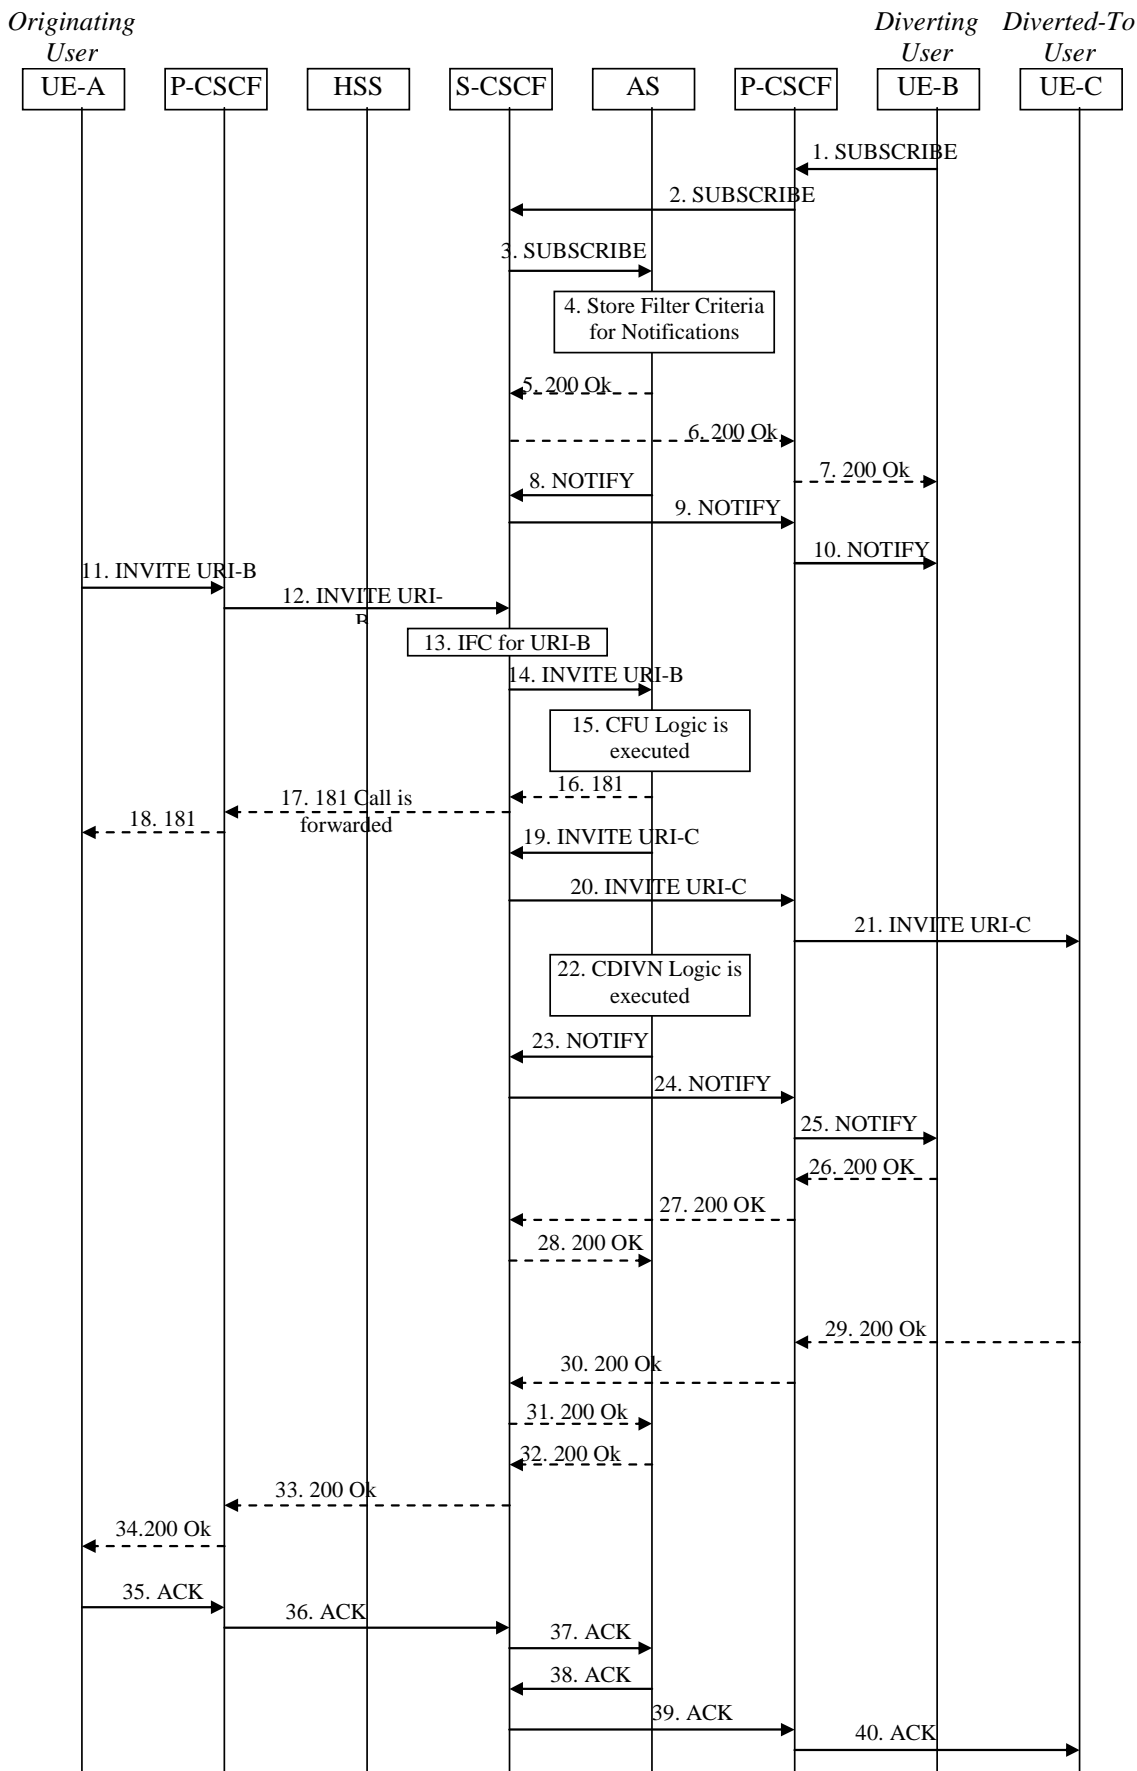 Originating
User
Diverting
User
Diverted-To
User
UE-A
P-CSCF
HSS
S-CSCF
AS
P-CSCF
UE-B
UE-C
1. SUBSCRIBE
2. SUBSCRIBE
3. SUBSCRIBE
4. Store Filter Criteria
for Notifications
5. 200 Ok
6. 200 Ok
7. 200 Ok
8. NOTIFY
9. NOTIFY
10. NOTIFY
11. INVITE URI-B
12. INVITE URI-
B
13. IFC for URI-B
14. INVITE URI-B
15. CFU Logic is
executed
16. 181
17. 181 Call is
forwarded
18. 181
19. INVITE URI-C
20. INVITE URI-C
21. INVITE URI-C
22. CDIVN Logic is
executed
23. NOTIFY
24. NOTIFY
25. NOTIFY
26. 200 OK
27. 200 OK
28. 200 OK
29. 200 Ok
30. 200 Ok
31. 200 Ok
32. 200 Ok
33. 200 Ok
34.200 Ok
35. ACK
36. ACK
37. ACK
38. ACK
39. ACK
40. ACK